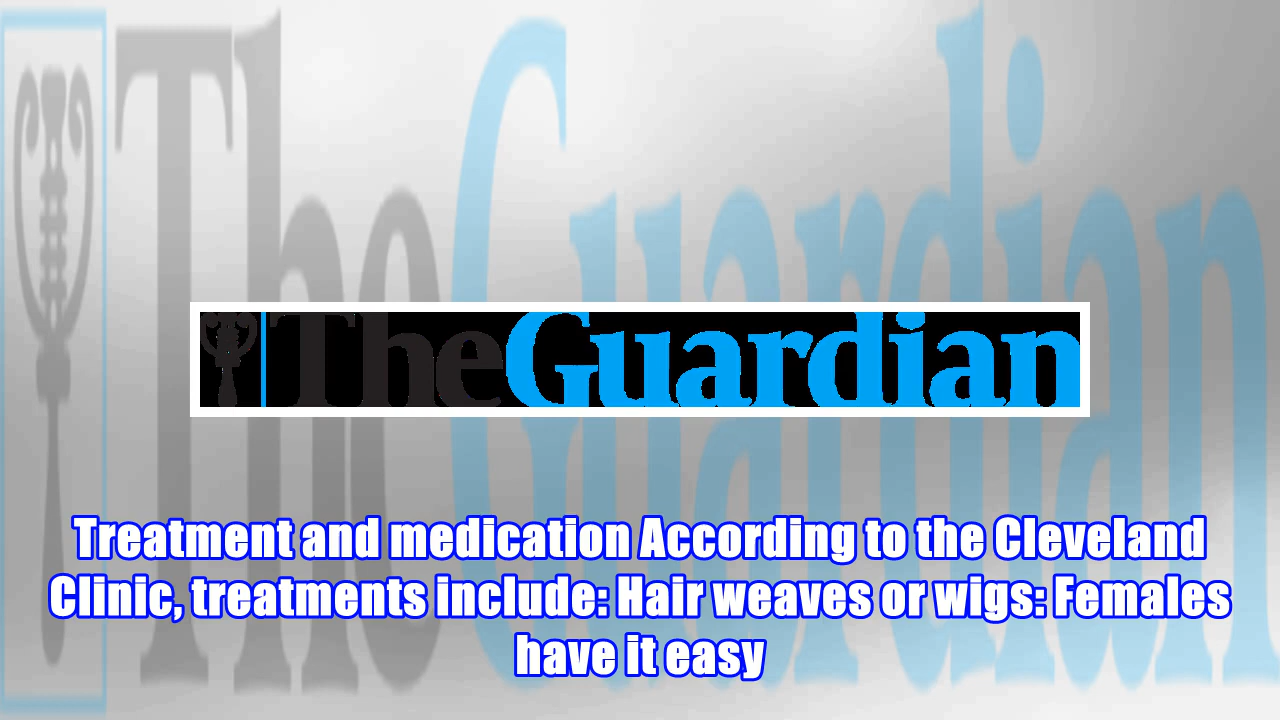 TheGuardian
TheGuardian
Treatment and medication According to the Cleveland
Clinic, treatments include: Hair weaves or wigs: Females
have it easy